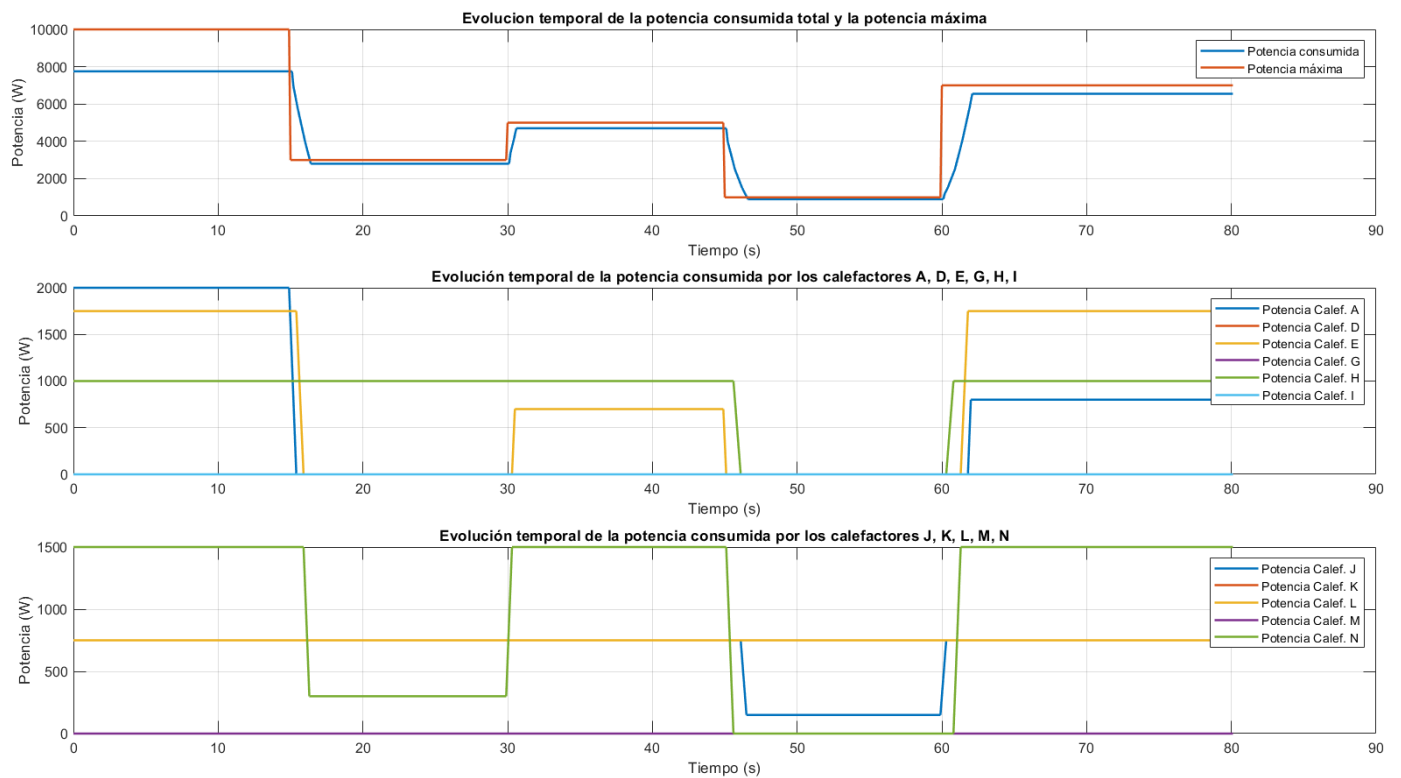 Evolucion temporal de la potencia consumida total y la potencia máxima
10000
8000
6000
4000
2000
0
Potencia (W)
Potencia consumida
Potencia máxima
0 10 20 30 40 50 60 70 80 90
Tiempo (s)
Evolución temporal de la potencia consumida por los calefactores A, D, E, G, H, I
2000
1500
1000
500
0
Potencia (W)
Potencia Calef. A
Potencia Calef. D
Potencia Calef. E
Potencia Calef. G
Potencia Calef. H
Potencia Calef. I
0 10 20 30 40 50 60 70 80 90
Tiempo (s)
Evolución temporal de la potencia consumida por los calefactores J, K, L, M, N
1500
1000
500
0
Potencia (W)
Potencia Calef. J
Potencia Calef. K
Potencia Calef. L
Potencia Calef. M
Potencia Calef. N
0 10 20 30 40 50 60 70 80 90
Tiempo (s)